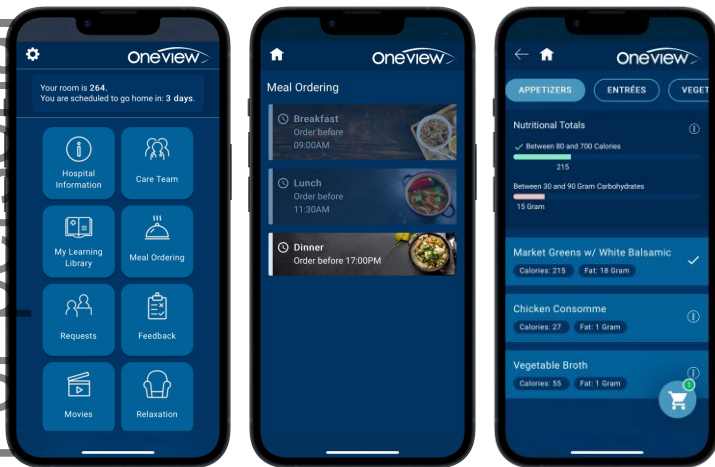 Oneview
Your room is 264.
You are scheduled to go home in: 3 days.
Hospital
Information
Care Team
My Learning
Library
Meal Ordering
Requests
Feedback
Movies
Relaxation
Oneview
Meal Ordering
Breakfast
Order before
09:00AM
Lunch
Order before
11:30AM
Dinner
Order before 17:00PM
Oneview
APPETIZERS
ENTRÉES
VEGET
Nutritional Totals
Between 80 and 700 Calories
215
Between 30 and 90 Gram Carbohydrates
15 Gram
Market Greens w/ White Balsamic
Calories: 215
Fat: 18 Gram
Chicken Consomme
Calories: 27
Fat: 1 Gram
Vegetable Broth
Calories: 55
Fat: 1 Gram
1